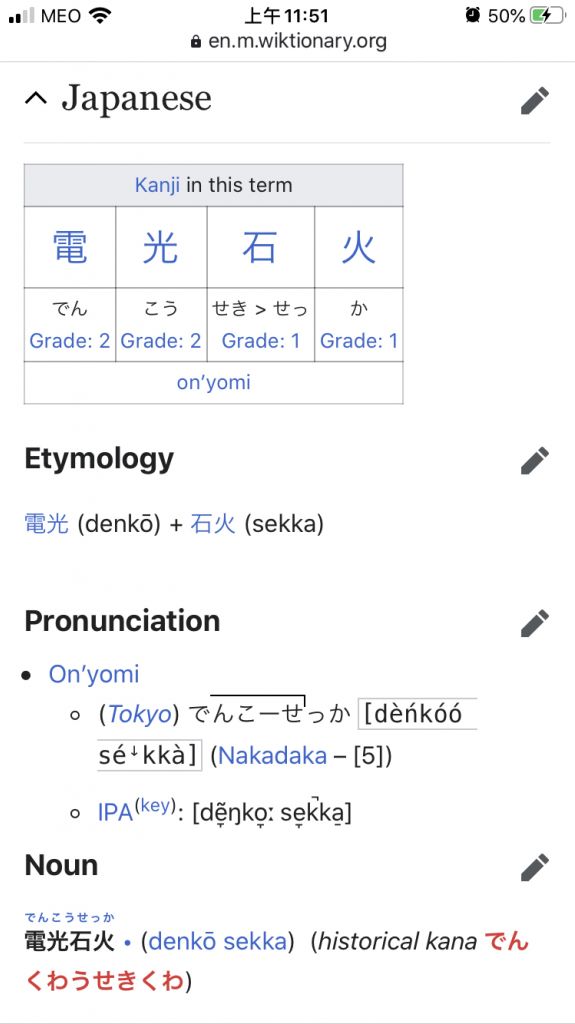 MEO 上午11:51 50%
en.m.wiktionary.org
Japanese
Kanji in this term
電 光 石 火
でん こう せき > せっ か
Grade: 2 Grade: 2 Grade: 1 Grade: 1
on’yomi
Etymology
電光 (denkō) + 石火 (sekka)
Pronunciation
• On’yomi
(Tokyo) でんこーせっか [dèńkóó
séꜜkkà] (Nakadaka – [5])
IPA(key): [dẽ̞ŋko̞ː se̞k̚ka̠]
Noun
でんこうせっか
電光石火 • (denkō sekka) (historical kana でん
くわうせきくわ)